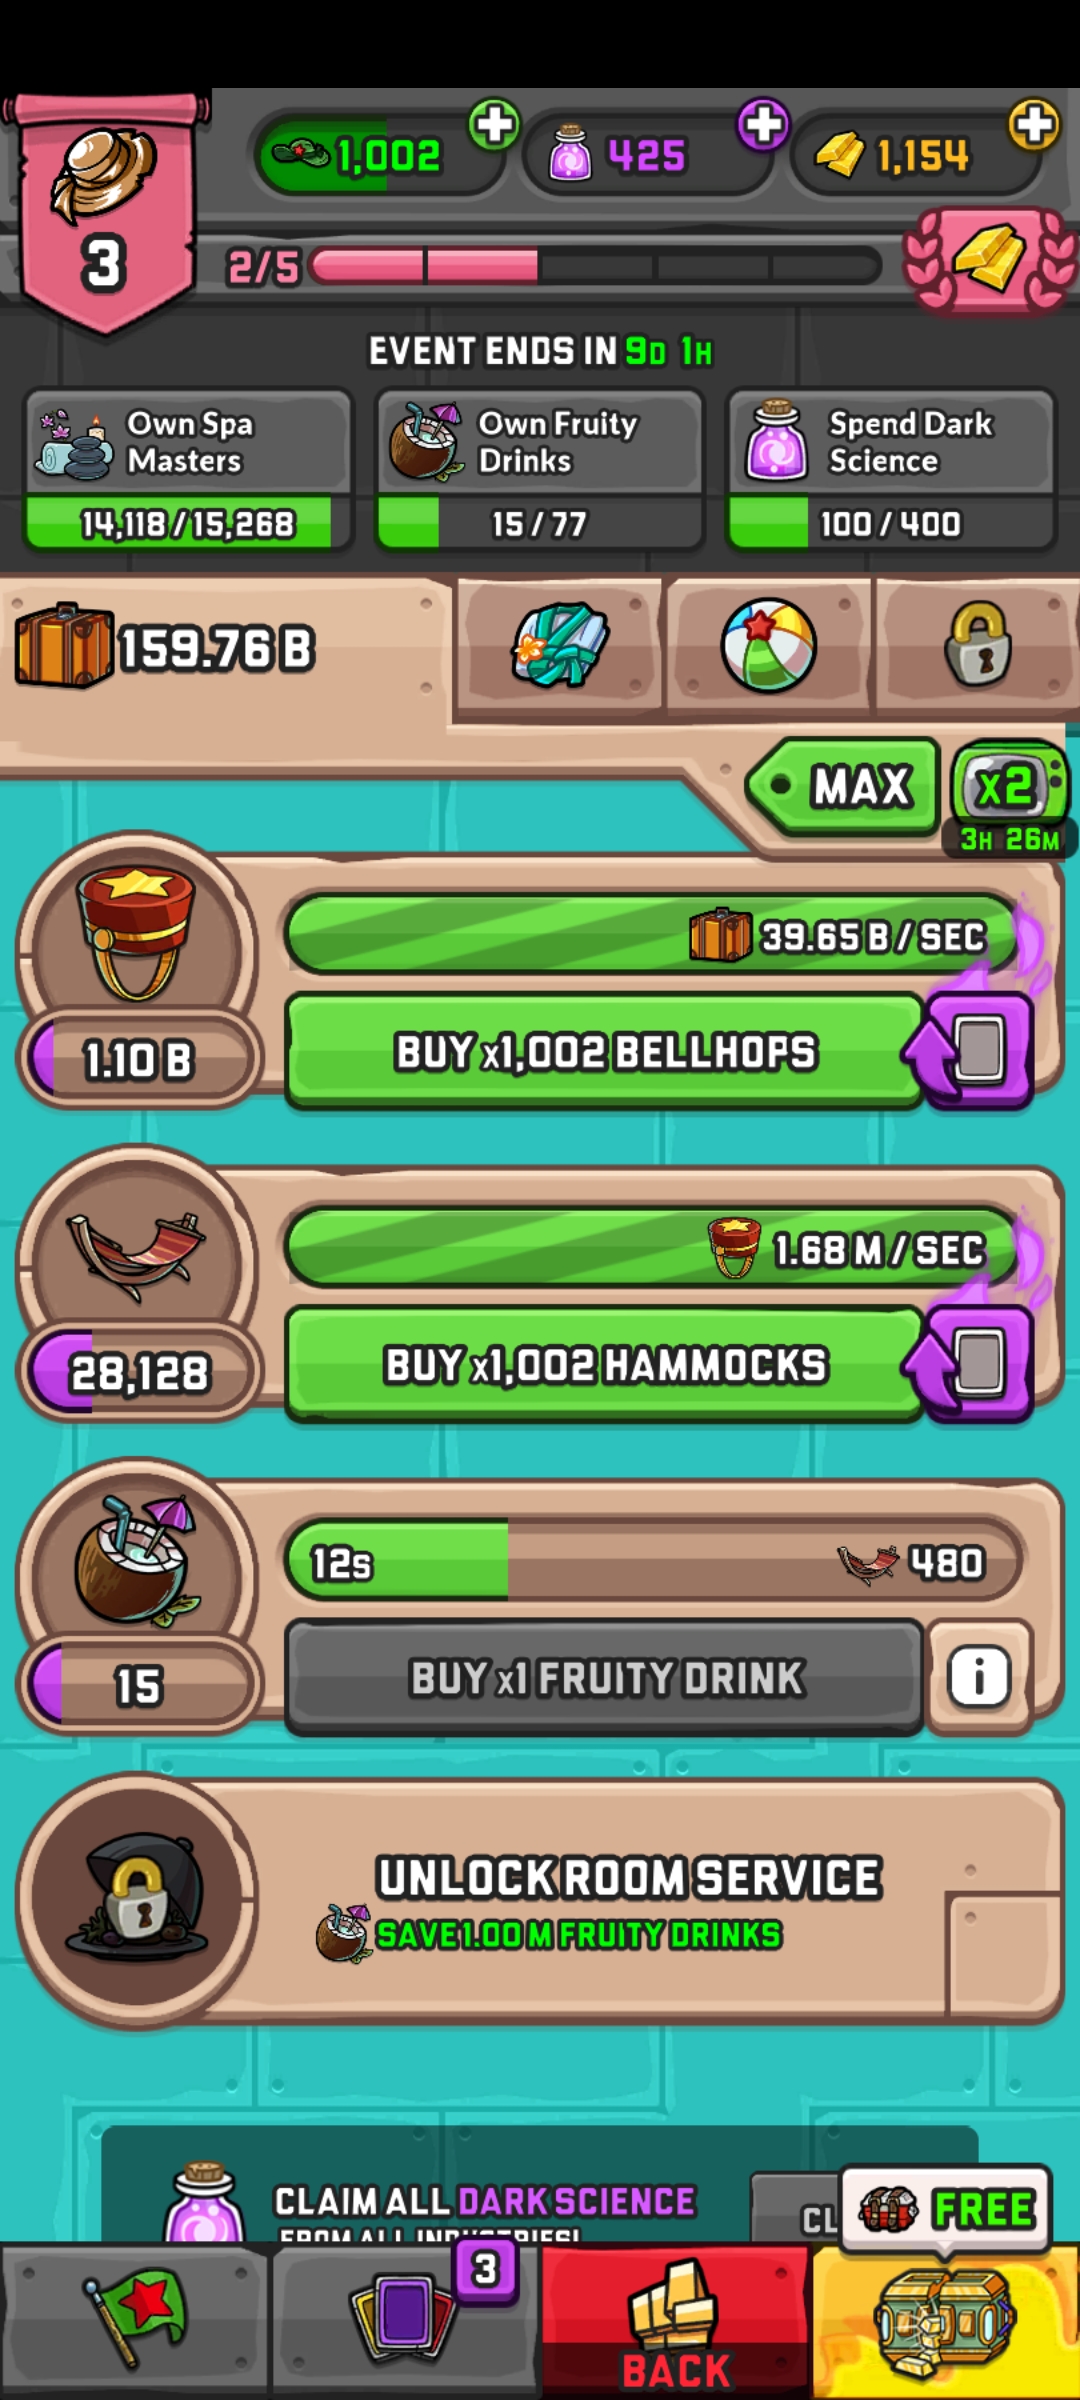 1,002
425
1,154
3
2/5
EVENT ENDS IN 9D 1H
Own Spa
Masters
14,118/15,268
Own Fruity
Drinks
15/77
Spend Dark
Science
100/400
159.76 B
MAX
x2
3H 26M
39.65 B/SEC
1.10 B
BUY x1,002 BELLHOPS
1.68 M/SEC
28,128
BUY x1,002 HAMMOCKS
12s
480
15
BUY x1 FRUITY DRINK
i
UNLOCK ROOM SERVICE
SAVE 1.00 M FRUITY DRINKS
CLAIM ALL DARK SCIENCE
FROM ALL INDUSTRIES!
CL
FREE
3
BACK